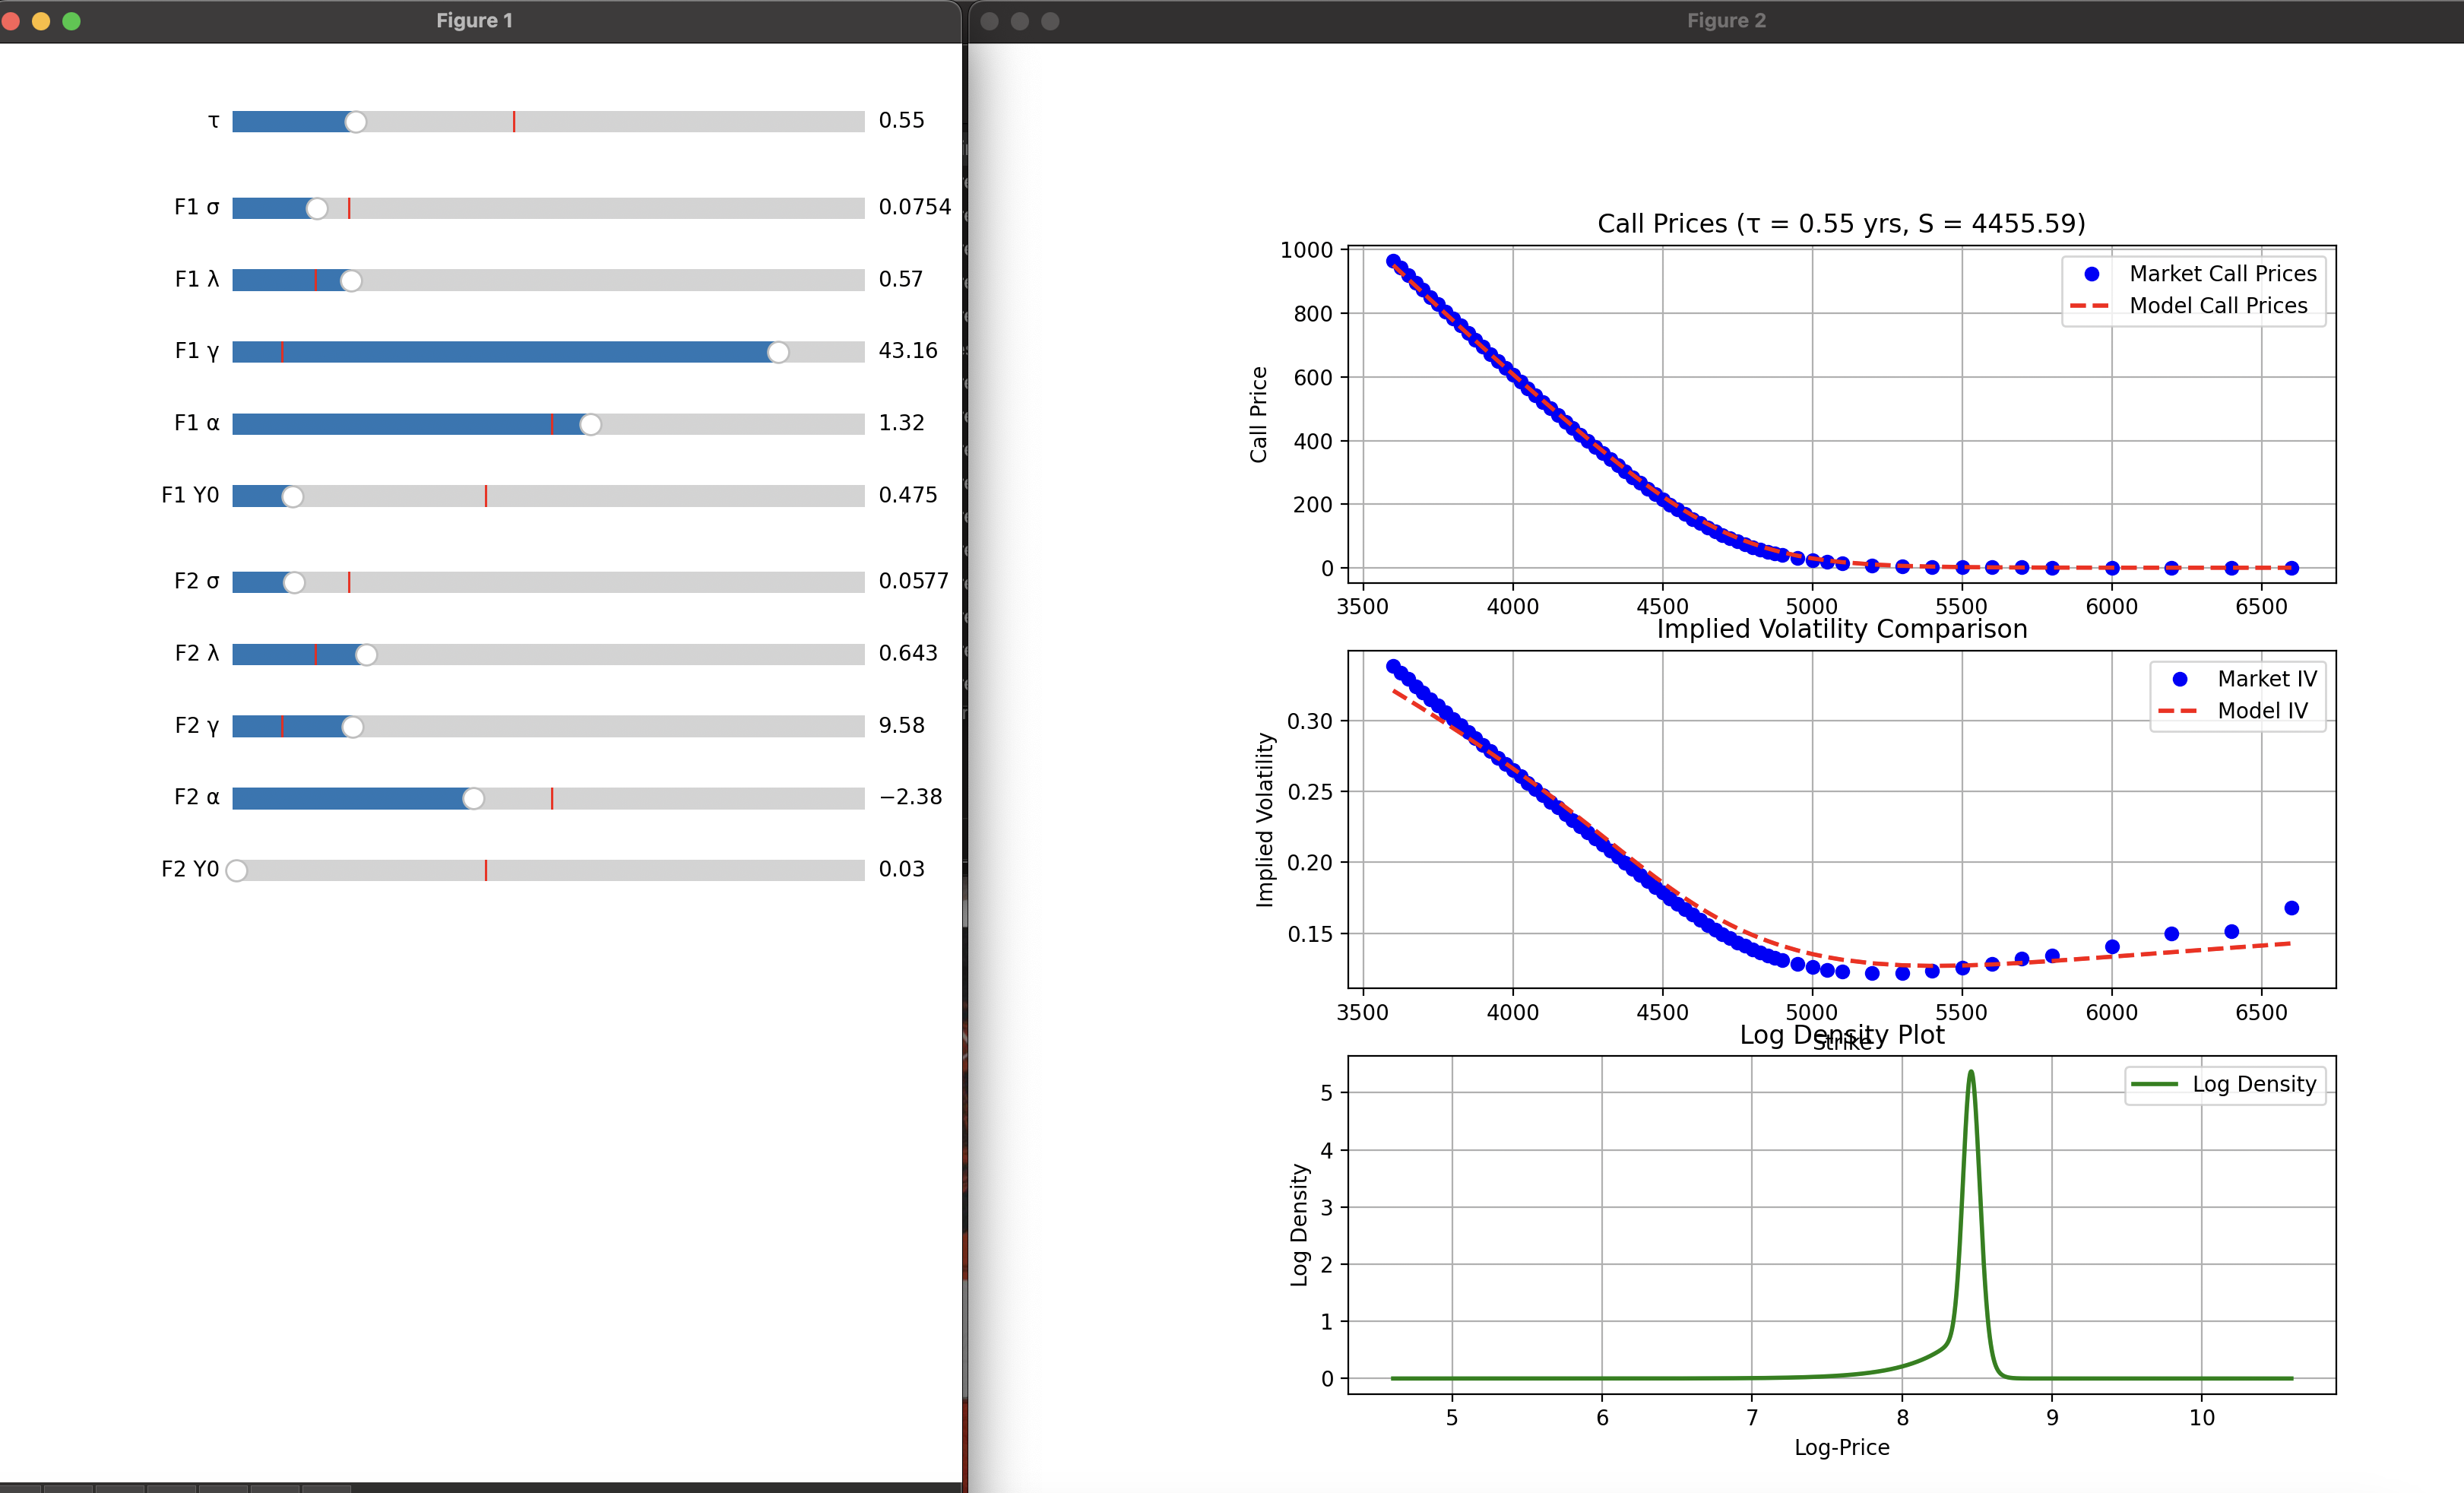 Figure 1
τ 0.55
F1 σ 0.0754
F1 λ 0.57
F1 γ 43.16
F1 α 1.32
F1 Y0 0.475
F2 σ 0.0577
F2 λ 0.643
F2 γ 9.58
F2 α −2.38
F2 Y0 0.03
Figure 2
Call Prices (τ = 0.55 yrs, S = 4455.59)
Call Price
1000
800
600
400
200
0
Market Call Prices
Model Call Prices
3500 4000 4500 5000 5500 6000 6500
Implied Volatility Comparison
Implied Volatility
0.30
0.25
0.20
0.15
Market IV
Model IV
3500 4000 4500 5000 5500 6000 6500
Strike
Log Density Plot
Log Density
5
4
3
2
1
0
Log Density
5 6 7 8 9 10
Log-Price